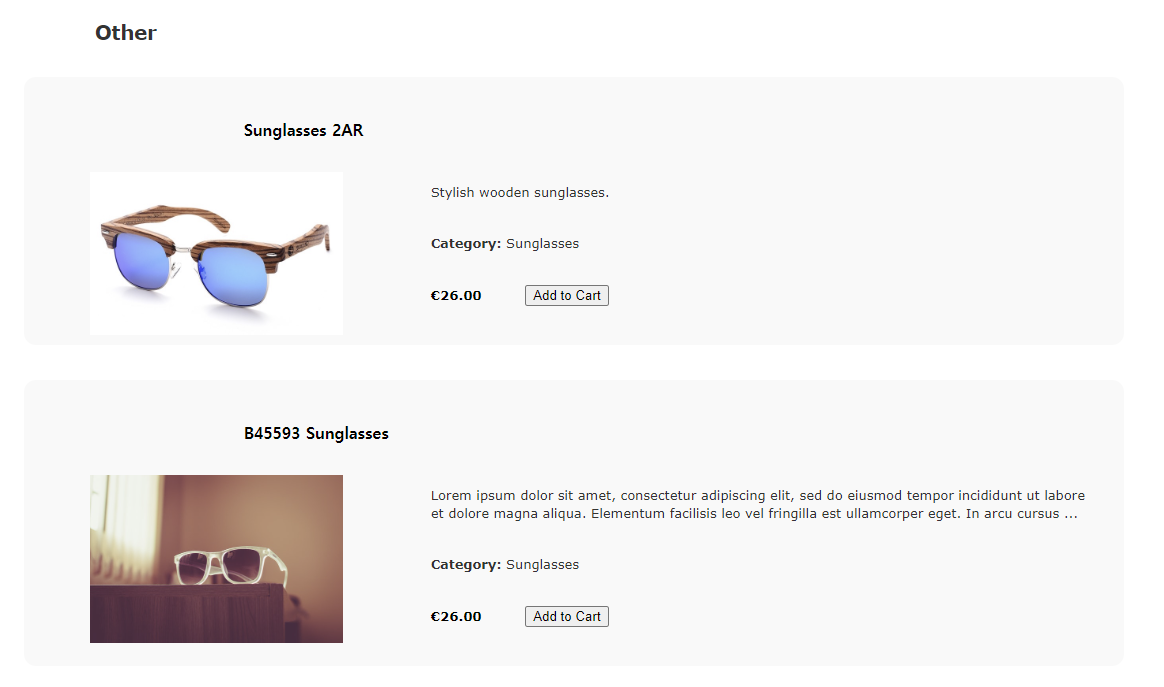 Other
Sunglasses 2AR
Stylish wooden sunglasses.
Category: Sunglasses
€26.00 Add to Cart
B45593 Sunglasses
Lorem ipsum dolor sit amet, consectetur adipiscing elit, sed do eiusmod tempor incididunt ut labore
et dolore magna aliqua. Elementum facilisis leo vel fringilla est ullamcorper eget. In arcu cursus ...
Category: Sunglasses
€26.00 Add to Cart